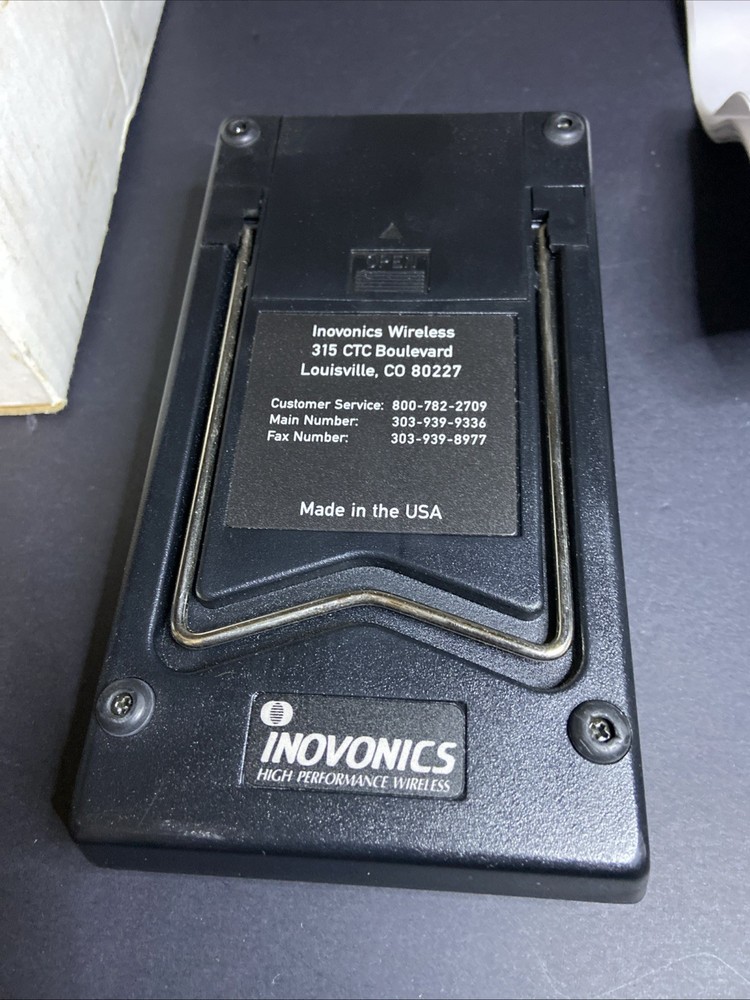 OPEN
Inovonics Wireless
315 CTC Boulevard
Louisville, CO 80227
Customer Service: 800-782-2709
Main Number: 303-939-9336
Fax Number: 303-939-8977
Made in the USA
INOVONICS
HIGH PERFORMANCE WIRELESS